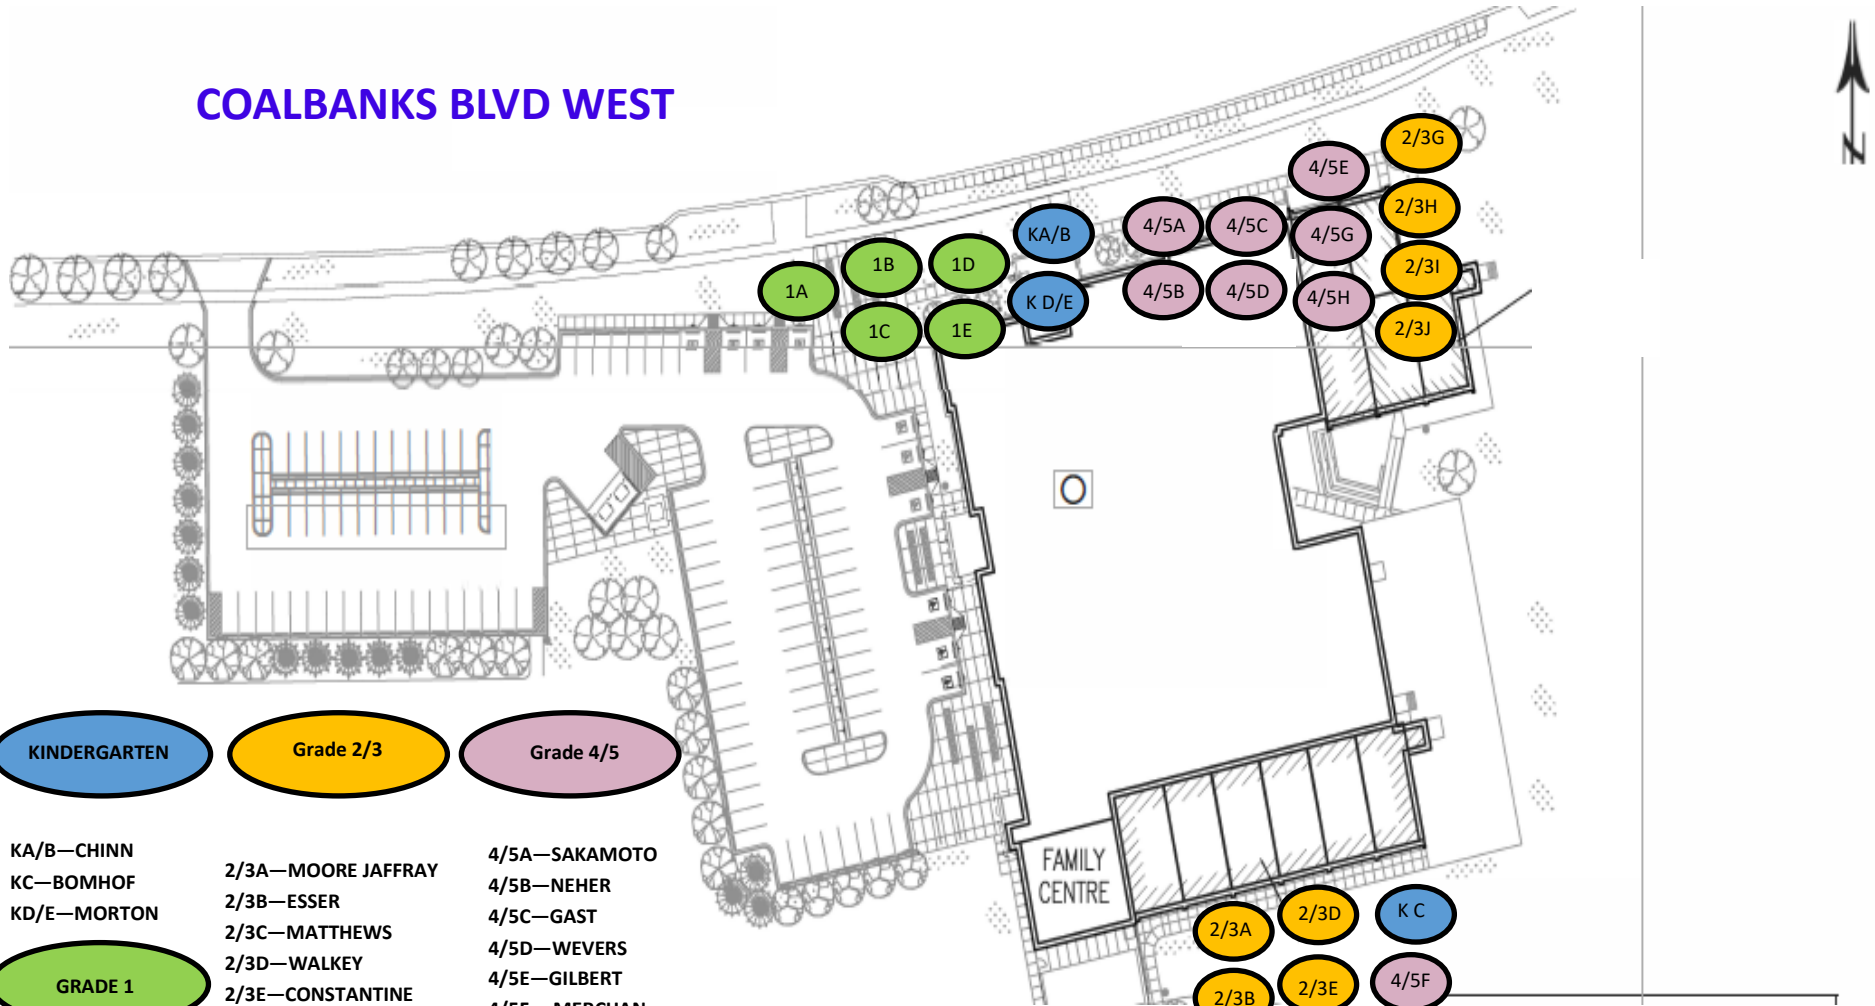 COALBANKS BLVD WEST
N
2/3G
4/5E
2/3H
4/5A
4/5C
KA/B
4/5G
1B
1D
2/3I
1A
4/5B
4/5D
4/5H
K D/E
1C
1E
2/3J
KINDERGARTEN
Grade 2/3
Grade 4/5
KA/B—CHINN
KC—BOMHOF
KD/E—MORTON
GRADE 1
2/3A—MOORE JAFFRAY
2/3B—ESSER
2/3C—MATTHEWS
2/3D—WALKEY
2/3E—CONSTANTINE
4/5A—SAKAMOTO
4/5B—NEHER
4/5C—GAST
4/5D—WEVERS
4/5E—GILBERT
4/5F—MERCHAN
FAMILY
CENTRE
2/3A
2/3D
K C
2/3B
2/3E
4/5F